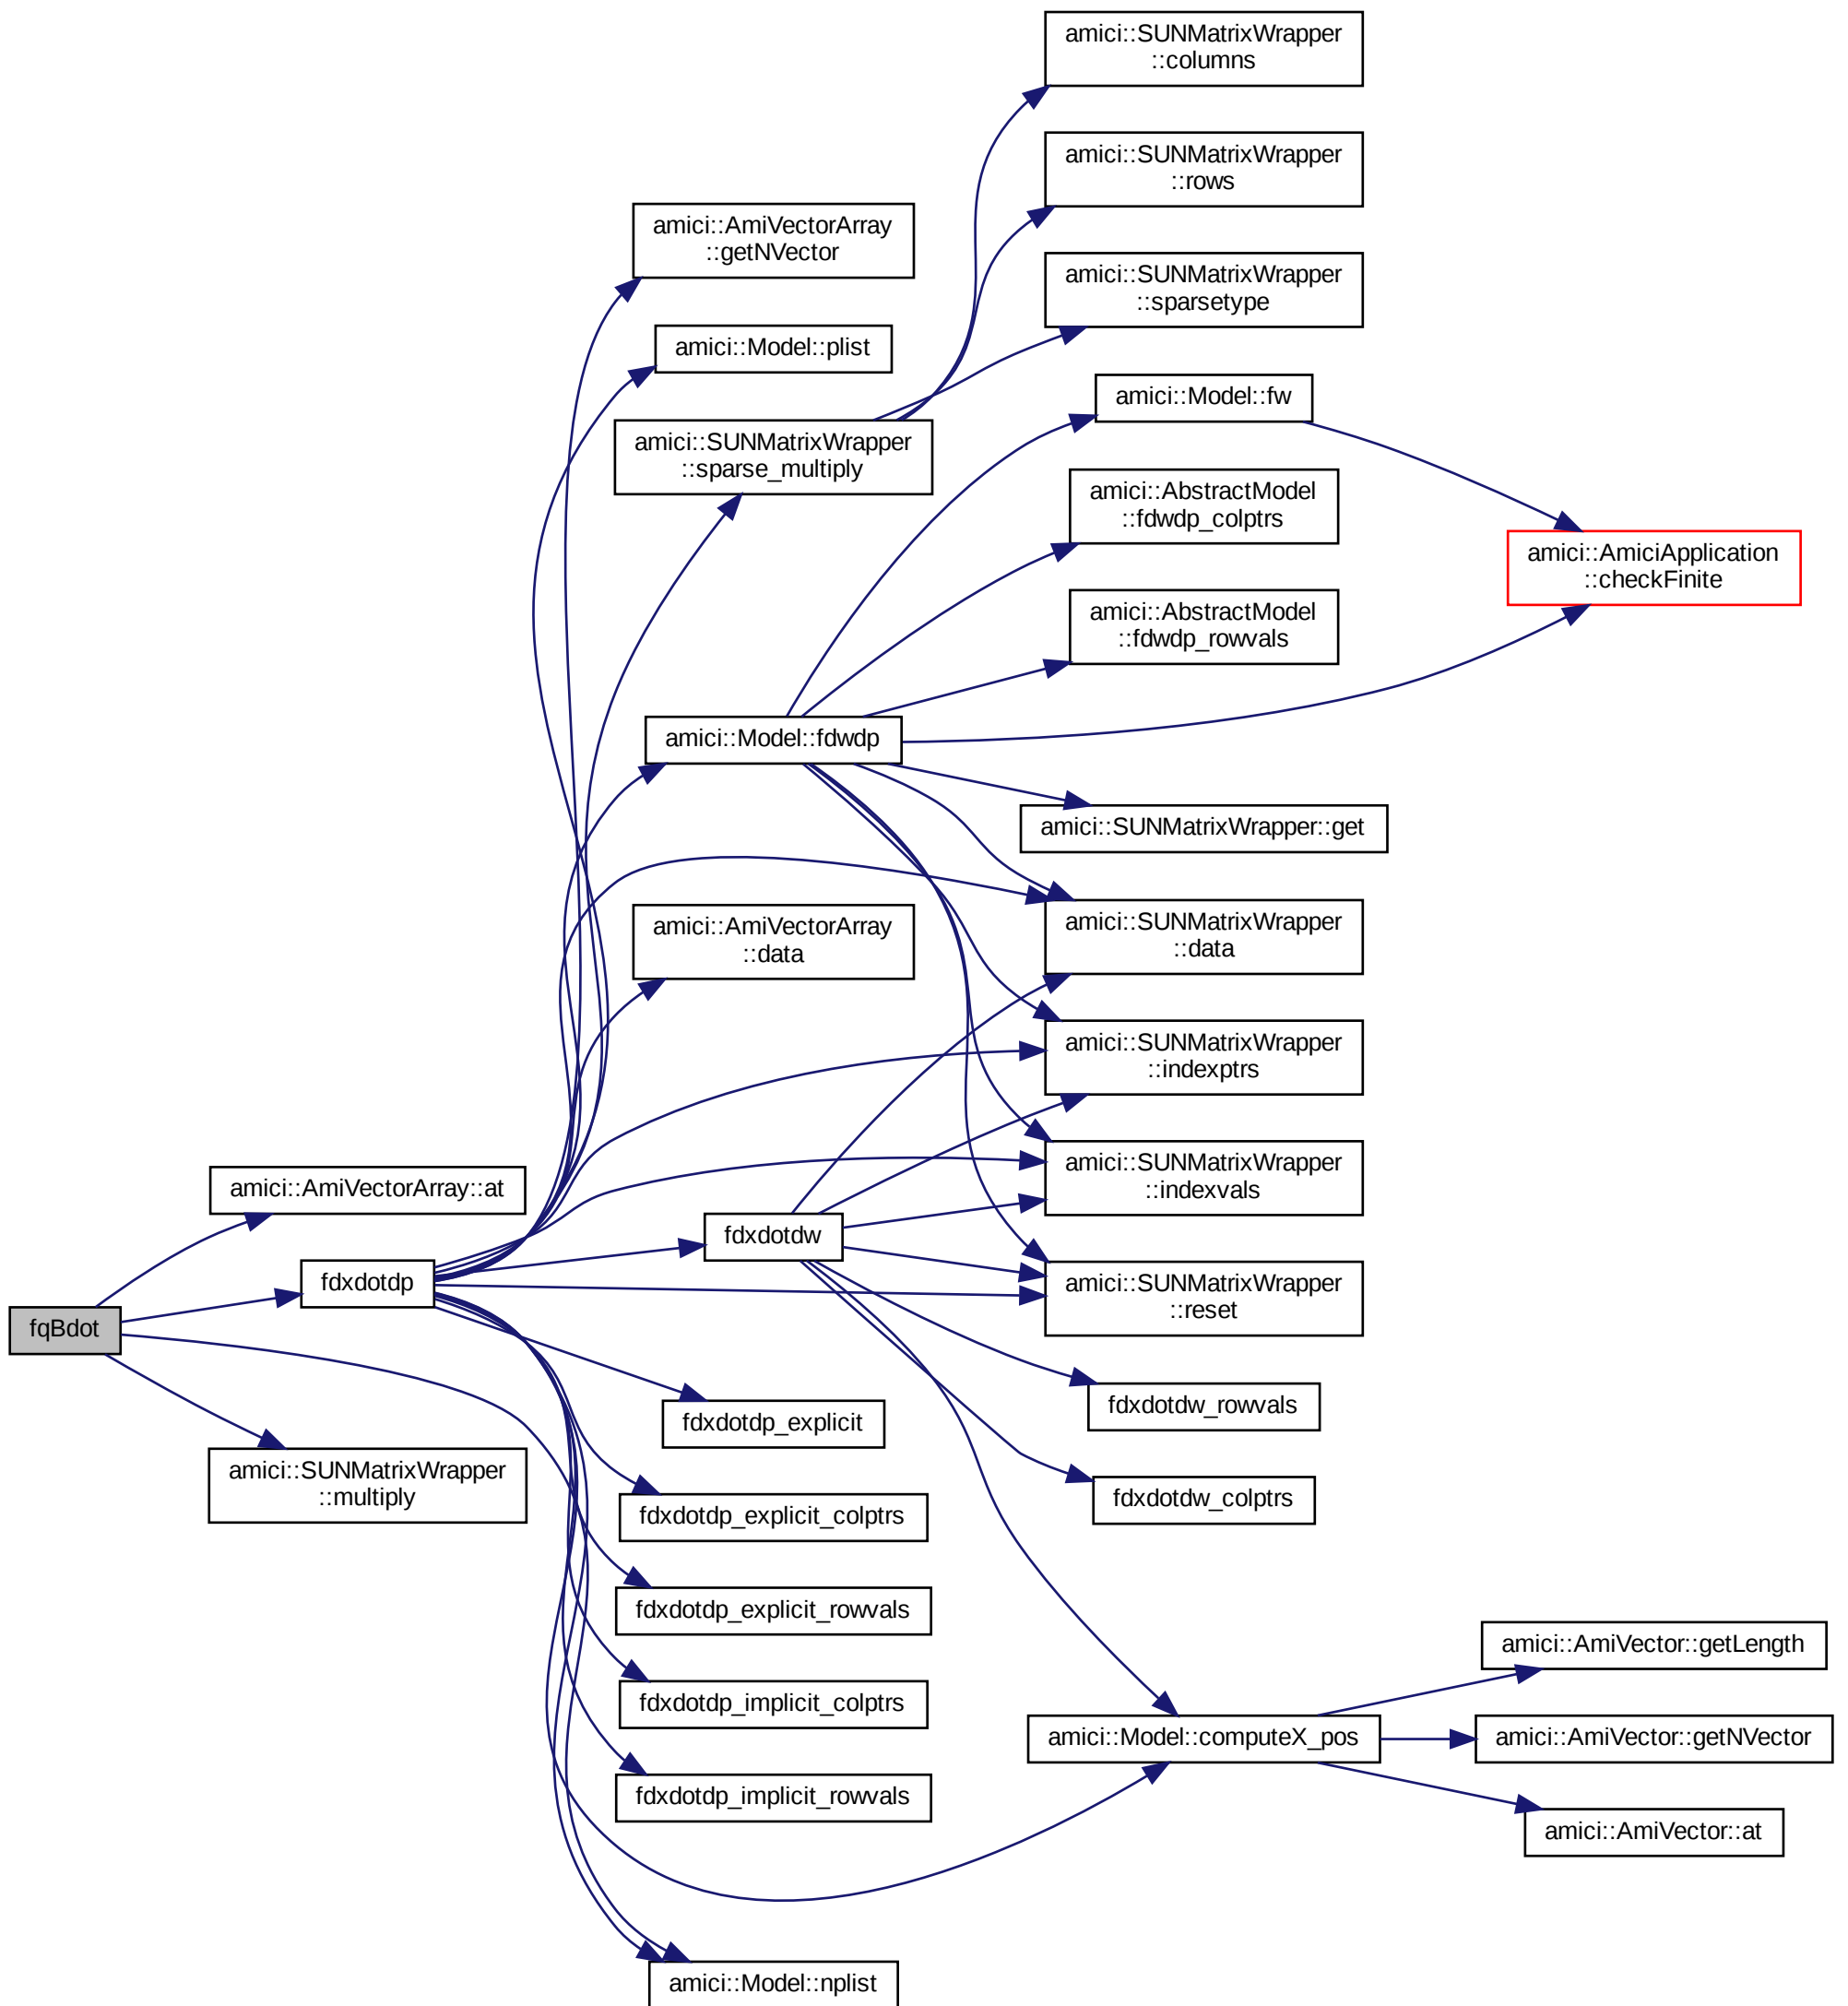 amici::SUNMatrixWrapper
::columns
amici::SUNMatrixWrapper
::rows
amici::AmiVectorArray
::getNVector
amici::SUNMatrixWrapper
::sparsetype
amici::Model::plist
amici::Model::fw
amici::SUNMatrixWrapper
::sparse_multiply
amici::AbstractModel
::fdwdp_colptrs
amici::AmiciApplication
::checkFinite
amici::AbstractModel
::fdwdp_rowvals
amici::Model::fdwdp
amici::SUNMatrixWrapper::get
amici::AmiVectorArray
::data
amici::SUNMatrixWrapper
::data
amici::SUNMatrixWrapper
::indexptrs
amici::AmiVectorArray::at
amici::SUNMatrixWrapper
::indexvals
fdxdotdw
fdxdotdp
amici::SUNMatrixWrapper
::reset
fqBdot
fdxdotdw_rowvals
fdxdotdp_explicit
amici::SUNMatrixWrapper
::multiply
fdxdotdw_colptrs
fdxdotdp_explicit_colptrs
fdxdotdp_explicit_rowvals
amici::AmiVector::getLength
fdxdotdp_implicit_colptrs
amici::Model::computeX_pos
amici::AmiVector::getNVector
fdxdotdp_implicit_rowvals
amici::AmiVector::at
amici::Model::nplist